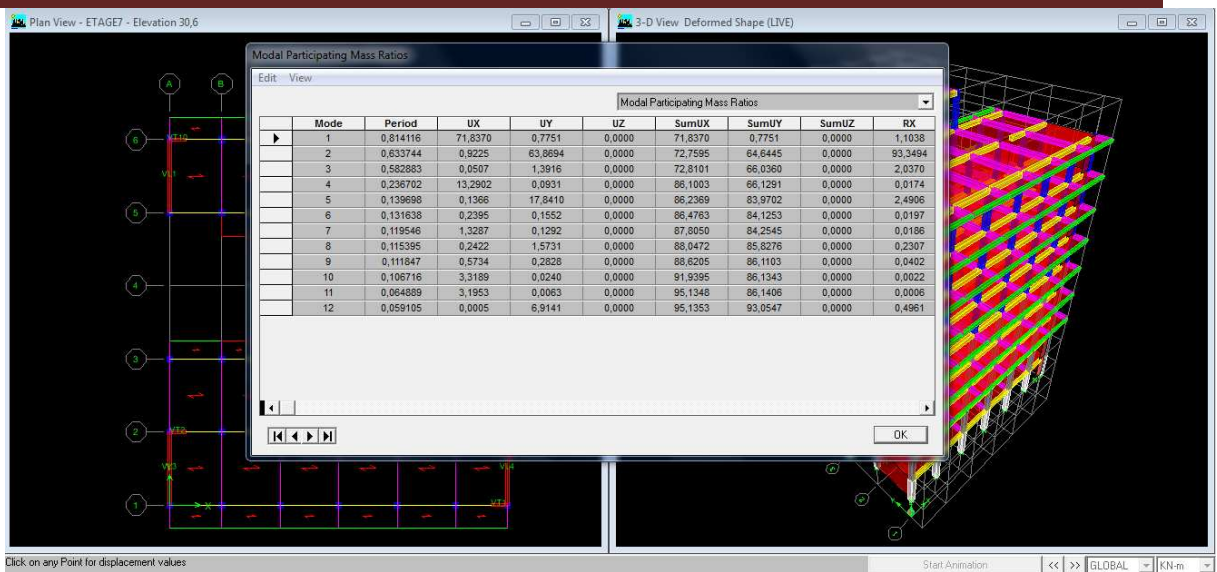 Plan View - ETAGE7 - Elevation 30,6
3-D View Deformed Shape (LIVE)
Modal Participating Mass Ratios
Edit View
Modal Participating Mass Ratios
Mode Period UX UY UZ SumUX SumUY SumUZ RX
1 0,814116 71,8370 0,7751 0,0000 71,8370 0,7751 0,0000 1,1038
2 0,633744 0,9225 63,8694 0,0000 72,7595 64,6445 0,0000 93,3494
3 0,582883 0,0507 1,3916 0,0000 72,8101 66,0360 0,0000 2,0370
4 0,236702 13,2902 0,0931 0,0000 86,1003 66,1291 0,0000 0,0174
5 0,139698 0,1366 17,8410 0,0000 86,2369 83,9702 0,0000 2,4906
6 0,131638 0,2395 0,1552 0,0000 86,4763 84,1253 0,0000 0,0197
7 0,119546 1,3287 0,1292 0,0000 87,8050 84,2545 0,0000 0,0186
8 0,115395 0,2422 1,5731 0,0000 88,0472 85,8276 0,0000 0,2307
9 0,111847 0,5734 0,2828 0,0000 88,6205 86,1103 0,0000 0,0402
10 0,106716 3,3189 0,0240 0,0000 91,9395 86,1343 0,0000 0,0022
11 0,064889 3,1953 0,0063 0,0000 95,1348 86,1406 0,0000 0,0006
12 0,059105 0,0005 6,9141 0,0000 95,1353 93,0547 0,0000 0,4961
OK
A B
6
VL1
5
4
3
2 VT2
VL4
1 X
Click on any Point for displacement values
Start Animation << >> GLOBAL KN-m